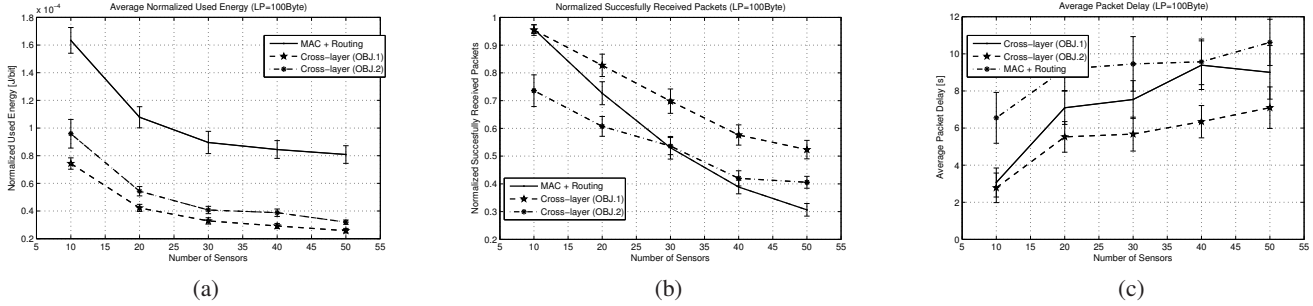 Average Normalized Used Energy (LP=100Byte)
1.8 x 10⁻⁴
1.6
1.4
1.2
1
0.8
0.6
0.4
0.2
Normalized Used Energy [J/bit]
MAC + Routing
Cross-layer (OBJ.1)
Cross-layer (OBJ.2)
5 10 15 20 25 30 35 40 45 50 55
Number of Sensors
(a)
Normalized Succesfully Received Packets (LP=100Byte)
1
0.9
0.8
0.7
0.6
0.5
0.4
0.3
0.2
Normalized Succesfully Received Packets
MAC + Routing
Cross-layer (OBJ.1)
Cross-layer (OBJ.2)
5 10 15 20 25 30 35 40 45 50 55
Number of Sensors
(b)
Average Packet Delay (LP=100Byte)
12
10
8
6
4
2
0
Average Packet Delay [s]
Cross-layer (OBJ.1)
Cross-layer (OBJ.2)
MAC + Routing
5 10 15 20 25 30 35 40 45 50 55
Number of Sensors
(c)